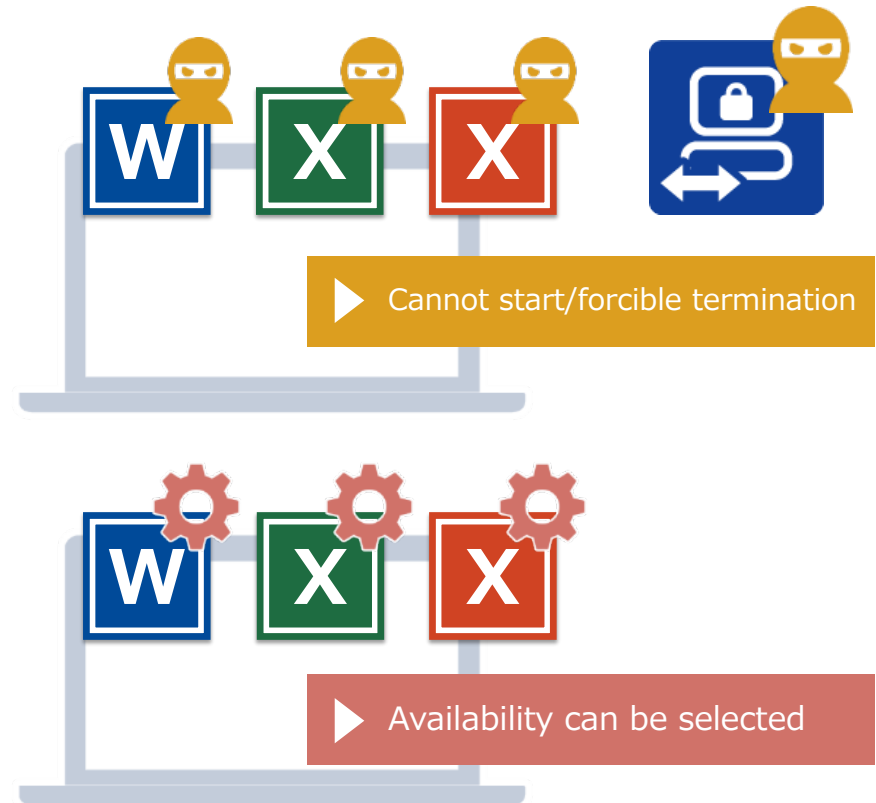 W X X
Cannot start/forcible termination
W X X
Availability can be selected